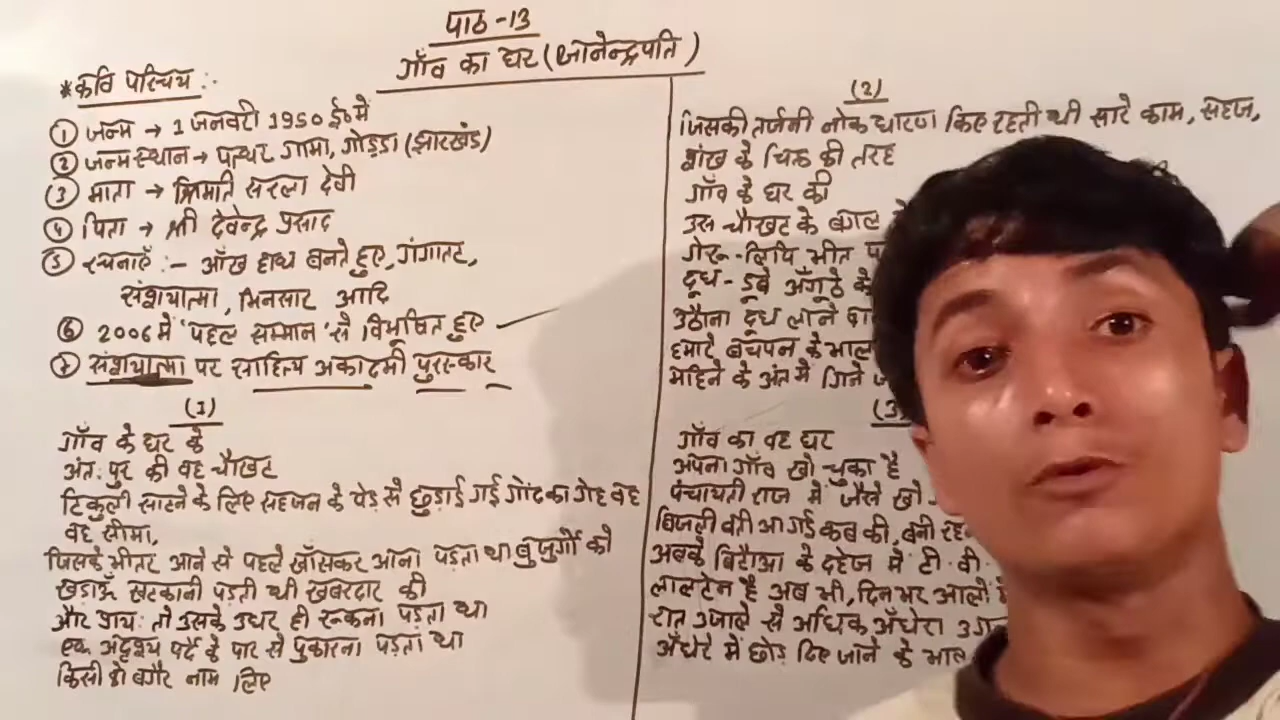 पाठ -13
गाँव का घर (ज्ञानेन्द्रपति)
*कवि परिचय :-
① जन्म → 1 जनवरी 1950 ई० में
② जन्म स्थान → पत्थर गामा, गोड्डा (झारखंड)
③ माता → श्रीमति सरला देवी
④ पिता → श्री देवेन्द्र प्रसाद
⑤ रचनाएँ :- आँख हाथ बनते हुए, गंगातट,
संशयात्मा, भिनसार आदि
⑥ 2006 में 'पहल सम्मान' से विभूषित हुए
⑦ संशयात्मा पर साहित्य अकादमी पुरस्कार
(1)
गाँव के घर के
अंत: पुर की वह चौखट
टिकुली साटने के लिए सहजन के पेड़ से छुड़ाई गई गोंद का गेह वह
वह सीमा,
जिसके भीतर आने से पहले खाँसकर आना पड़ता था बुजुर्गों को
खड़ाऊँ खटकानी पड़ती थी खबरदार की
और प्राय: तो उसके उधर ही रूकना पड़ता था
एक अदृश्य पर्दे के पार से पुकारना पड़ता था
किसी को बगैर नाम लिए
(2)
जिसकी तर्जनी नोक धारण किए रहती थी सारे काम, सहज,
शंख के चिह्न की तरह
गाँव के घर की
उस चौखट के बगल
गेरू-लिपि भीत
दूध-डूबे अँगूठे के
उठौना दूध लाने
हमारे बचपन के भाल
महिने के अंत में गिने
(3)
गाँव का वह घर
अपना गाँव खो चुका है
पंचायती राज में जैसे खो
बिजली बत्ती आ गई कब की, बनी
अबके बिटौआ के दहेज में टी.वी.
लालटेन है अब भी, दिनभर आलों
रात उजाले से अधिक अँधेरा
अँधेरे में छोड़ दिए जाने के